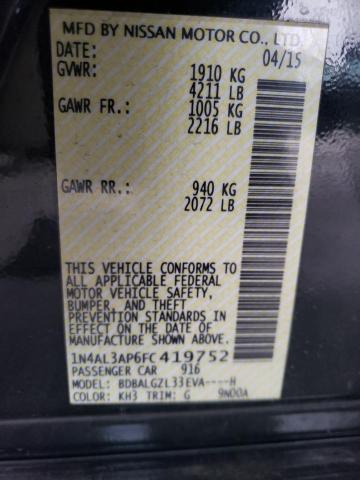 MFD BY NISSAN MOTOR CO., LTD
DATE: 04/15
GVWR: 1910 KG
4211 LB
GAWR FR.: 1005 KG
2216 LB
GAWR RR.: 940 KG
2072 LB
THIS VEHICLE CONFORMS TO
ALL APPLICABLE FEDERAL
MOTOR VEHICLE SAFETY,
BUMPER, AND THEFT
PREVENTION STANDARDS
IN EFFECT ON THE DATE OF
MANUFACTURE SHOWN ABOVE.
1N4AL3AP6FC419752
PASSENGER CAR 916
MODEL: BDBALGZL33EVA----H
COLOR: KH3 TRIM: G 9N00A